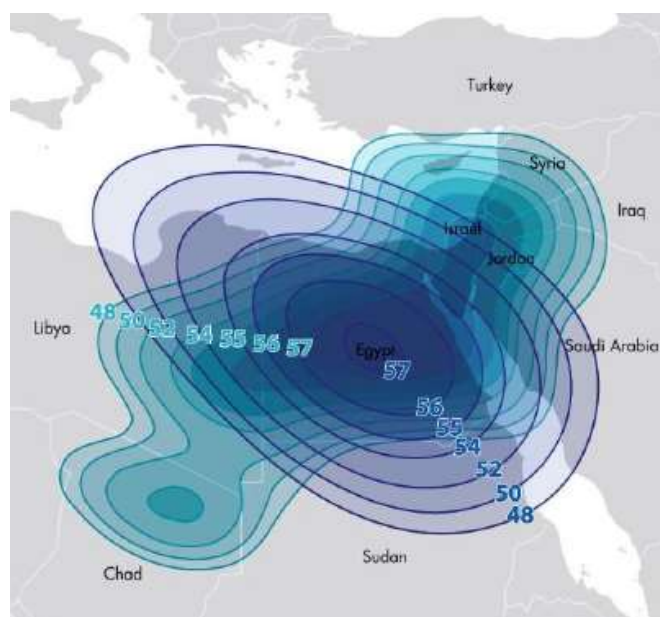 Turkey
Syria
Iraq
Israel
Jordon
Libya
48 50 52 54 55 56 57
Egypt
Saudi Arabia
57
56
55
54
52
50
48
Sudan
Chad